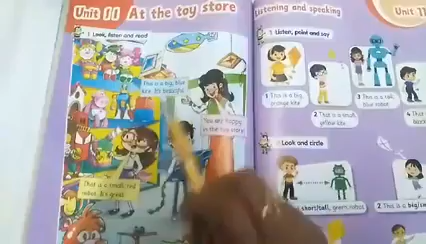 Unit 11 At the toy store
1 Look, listen and read
This is a big, blue
kite. It's beautiful.
You are happy
in the toy store.
That is a small, red
robot. It's great.
Listening and speaking
Unit 11
1 Listen, point and say
1 This is a big,
orange kite.
2 That is a small,
yellow kite.
3 This is a tall,
blue robot.
4 That
Look and circle
short/tall, green robot.
2 This is a big/